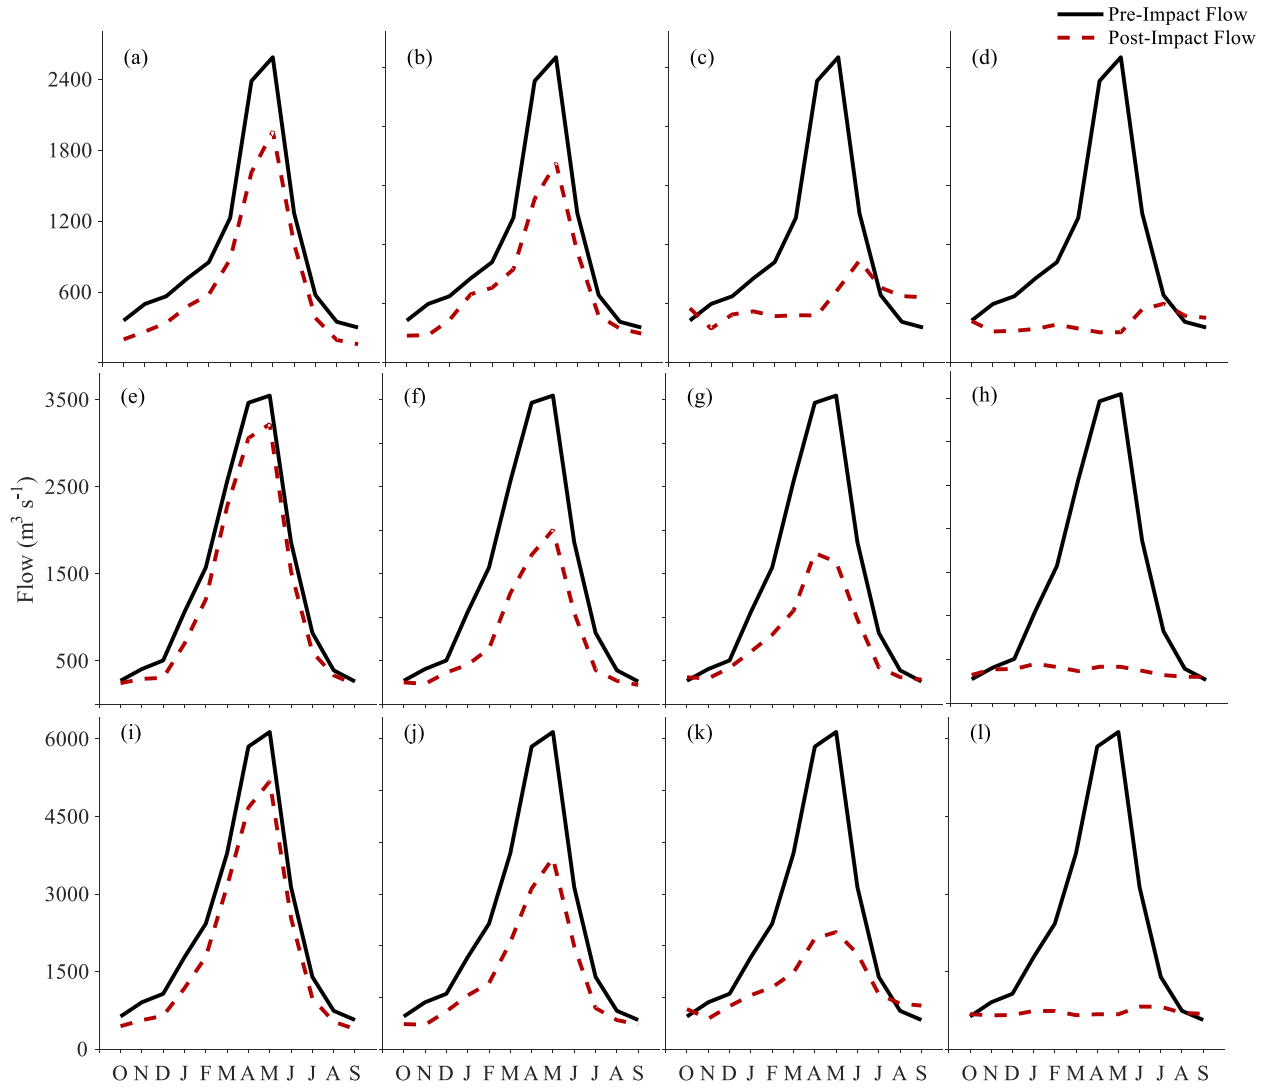 Pre-Impact Flow
Post-Impact Flow
(a) (b) (c) (d)
2400
1800
1200
600
(e) (f) (g) (h)
3500
2500
1500
500
Flow (m³ s⁻¹)
(i) (j) (k) (l)
6000
4500
3000
1500
0
O N D J F M A M J J A S O N D J F M A M J J A S O N D J F M A M J J A S O N D J F M A M J J A S